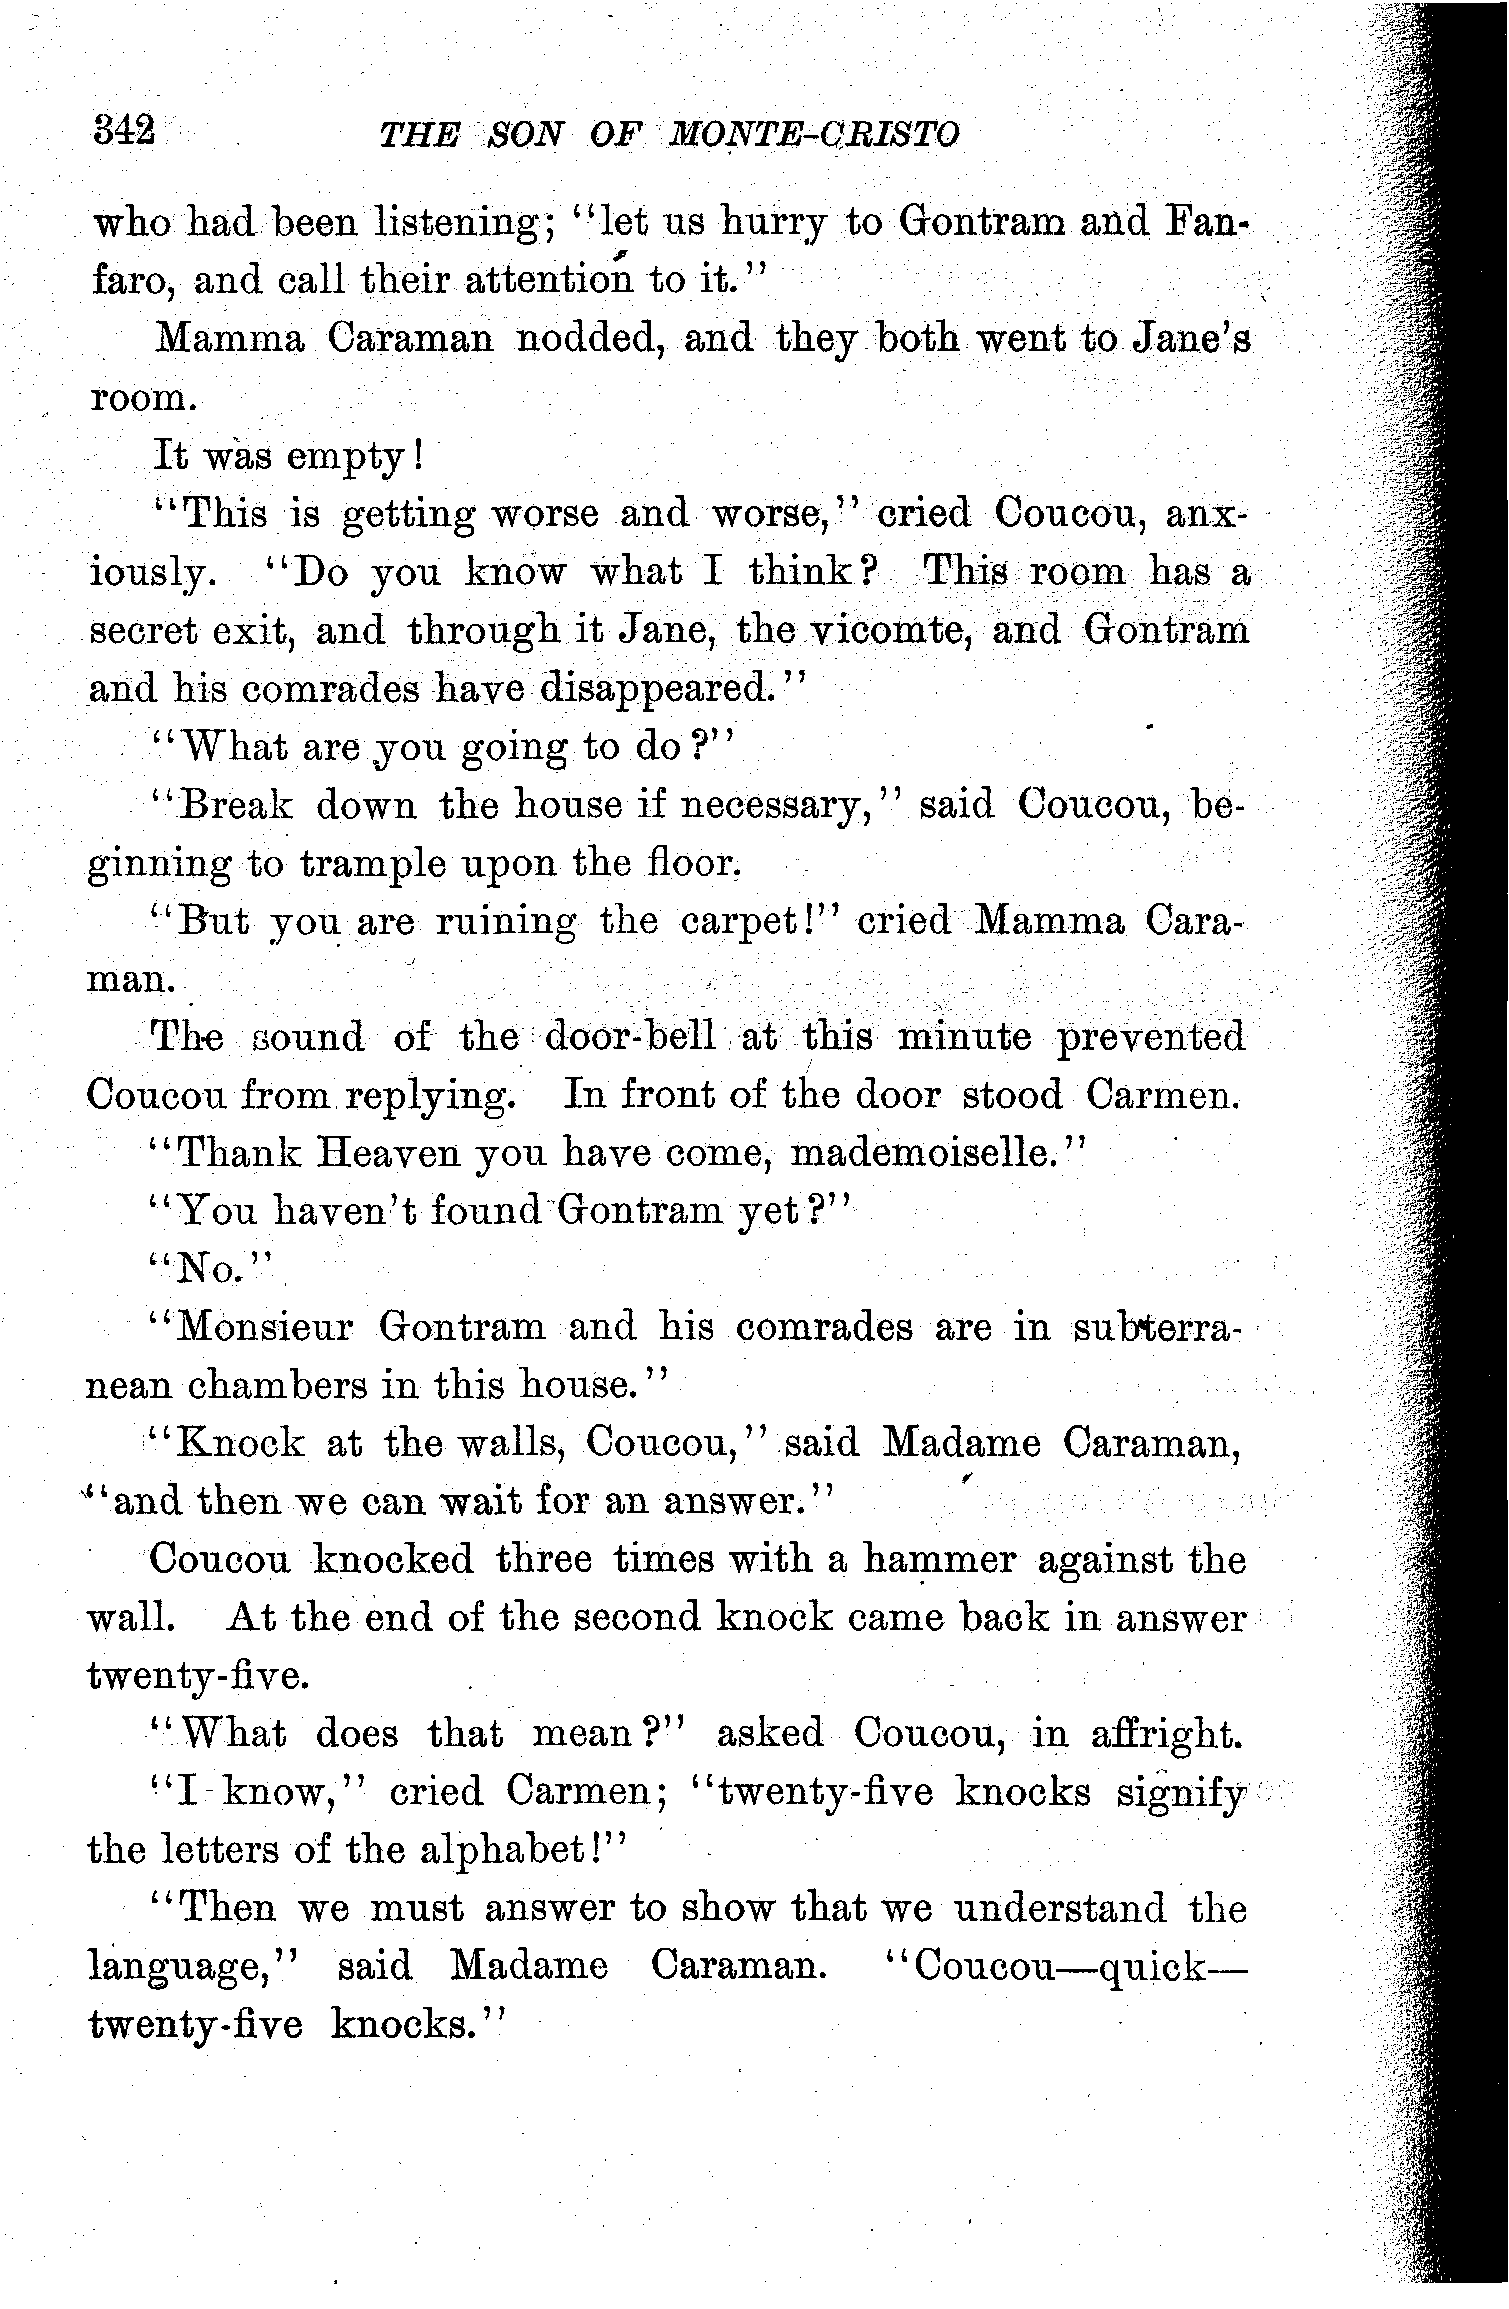 342 THE SON OF MONTE-CRISTO
who had been listening; "let us hurry to Gontram and Fan-
faro, and call their attention to it."
Mamma Caraman nodded, and they both went to Jane's
room.
It was empty!
"This is getting worse and worse," cried Coucou, anx-
iously. "Do you know what I think? This room has a
secret exit, and through it Jane, the vicomte, and Gontram
and his comrades have disappeared."
"What are you going to do?"
"Break down the house if necessary," said Coucou, be-
ginning to trample upon the floor.
"But you are ruining the carpet!" cried Mamma Cara-
man.
The sound of the door-bell at this minute prevented
Coucou from replying. In front of the door stood Carmen.
"Thank Heaven you have come, mademoiselle."
"You haven't found Gontram yet?"
"No."
"Monsieur Gontram and his comrades are in subterra-
nean chambers in this house."
"Knock at the walls, Coucou," said Madame Caraman,
"and then we can wait for an answer."
Coucou knocked three times with a hammer against the
wall. At the end of the second knock came back in answer
twenty-five.
"What does that mean?" asked Coucou, in affright.
"I know," cried Carmen; "twenty-five knocks signify
the letters of the alphabet!"
"Then we must answer to show that we understand the
language," said Madame Caraman. "Coucou—quick—
twenty-five knocks."